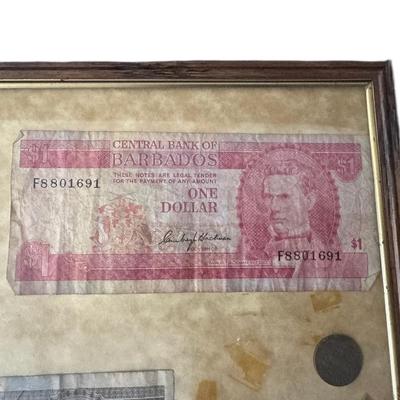 $1
CENTRAL BANK OF
BARBADOS
THESE NOTES ARE LEGAL TENDER
FOR THE PAYMENT OF ANY AMOUNT
F8801691
ONE
DOLLAR
$1
F8801691